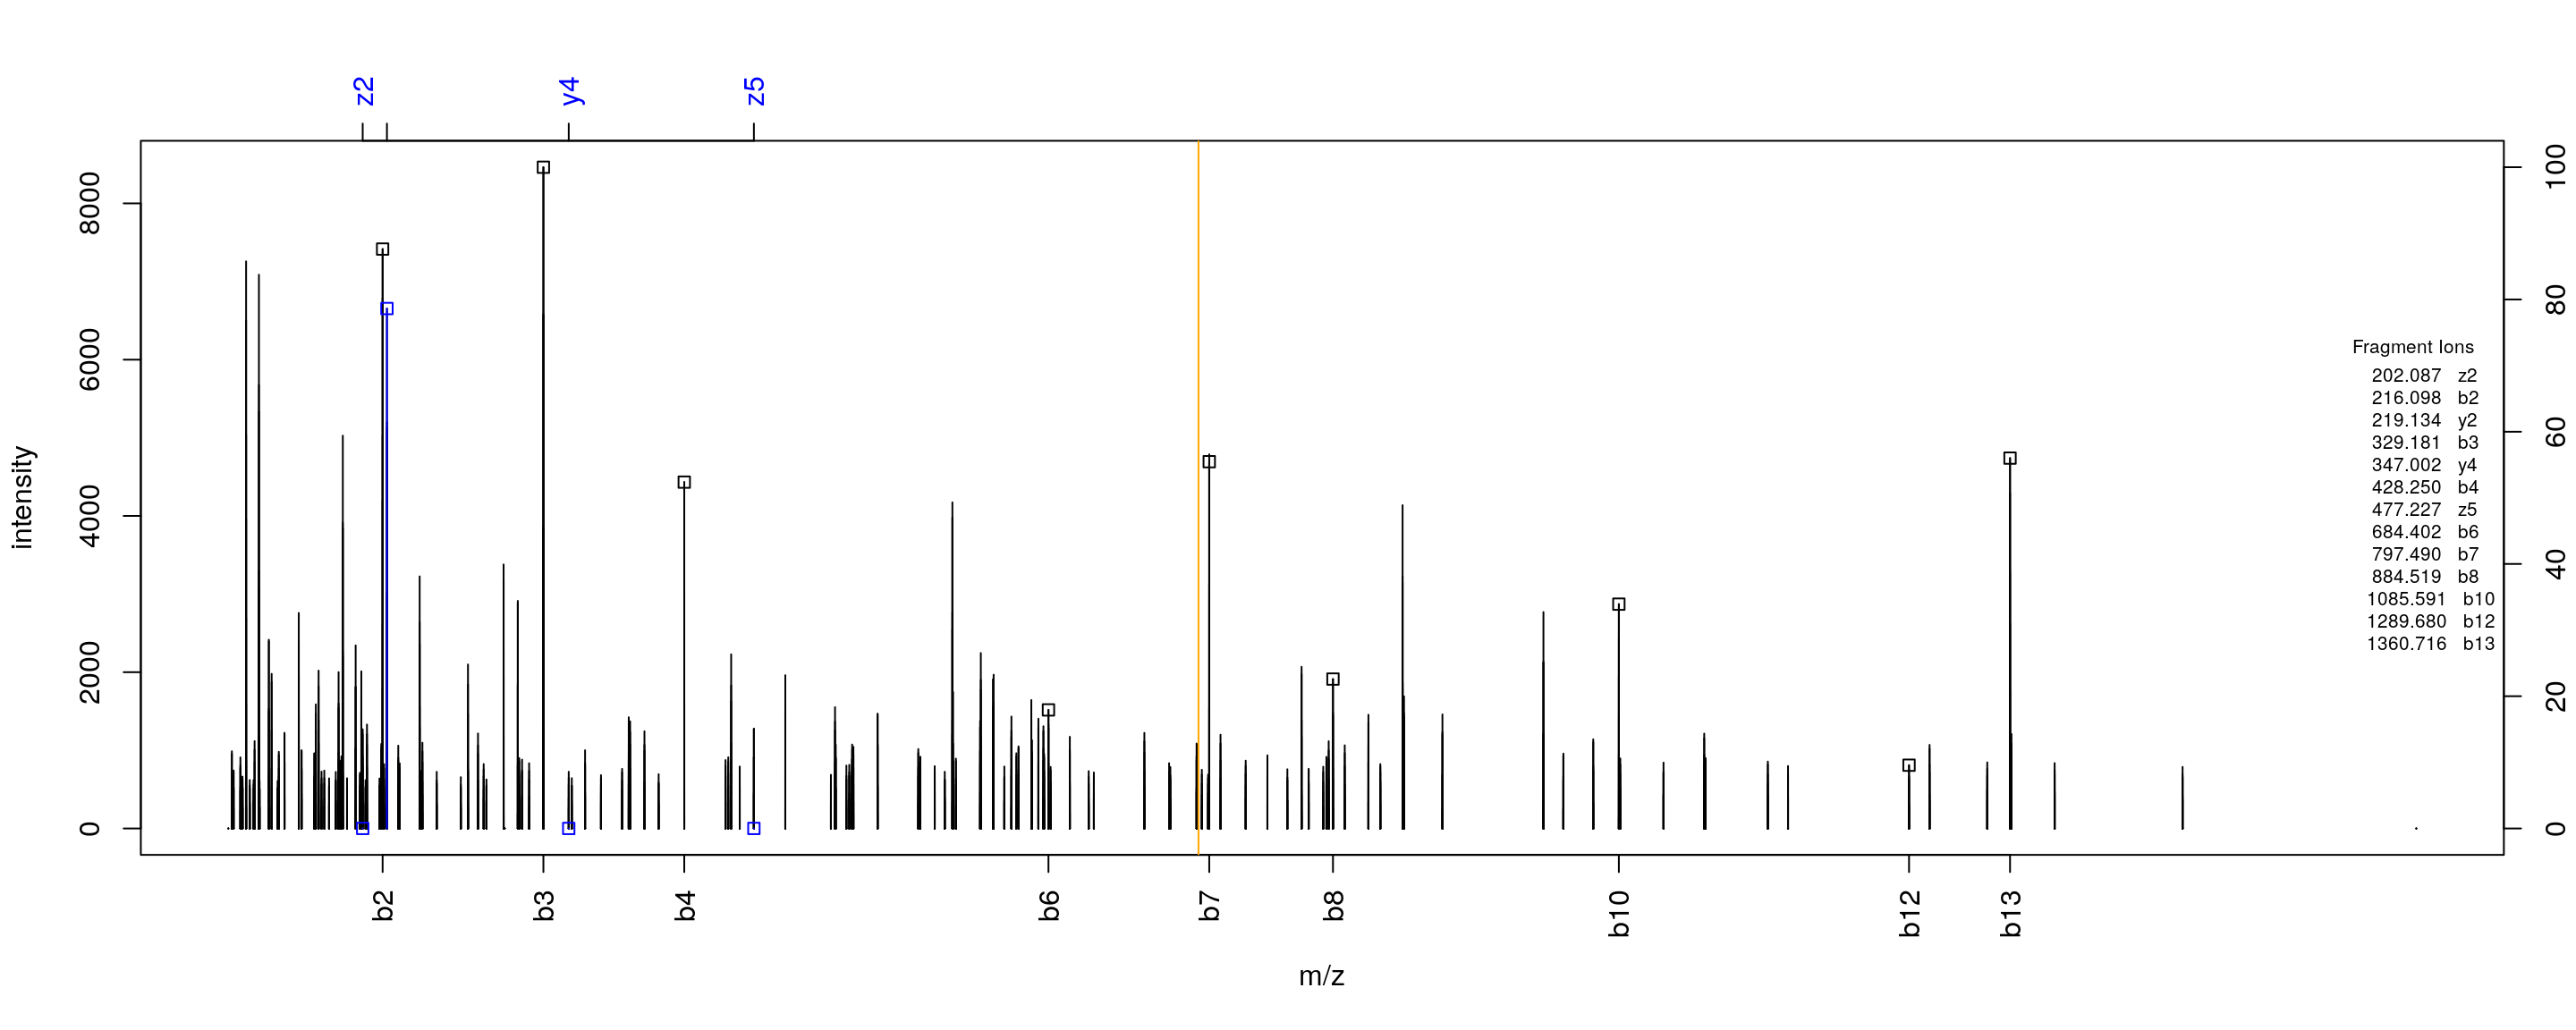 z2 y4 z5
8000
6000
4000
2000
0
100
80
60
40
20
0
intensity
Fragment Ions
202.087 z2
216.098 b2
219.134 y2
329.181 b3
347.002 y4
428.250 b4
477.227 z5
684.402 b6
797.490 b7
884.519 b8
1085.591 b10
1289.680 b12
1360.716 b13
b2 b3 b4 b6 b7 b8 b10 b12 b13
m/z